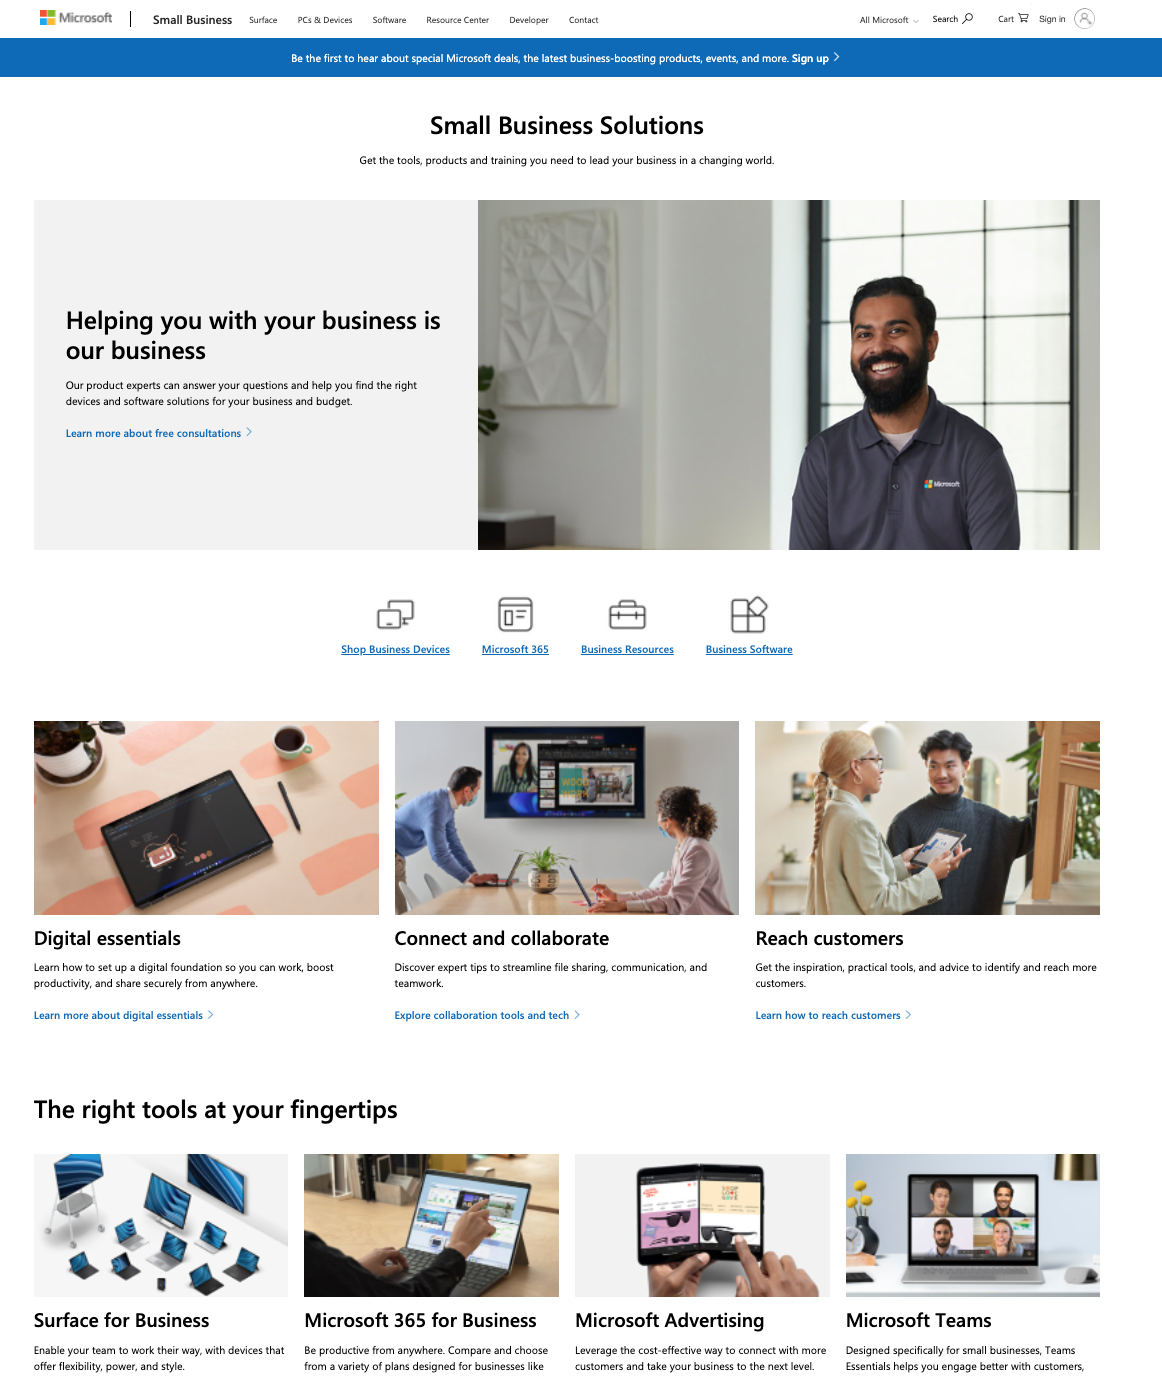 Microsoft
Small Business
Surface
PCs & Devices
Software
Resource Center
Developer
Contact
All Microsoft
Search
Cart
Sign in
Be the first to hear about special Microsoft deals, the latest business-boosting products, events, and more. Sign up
Small Business Solutions
Get the tools, products and training you need to lead your business in a changing world.
Helping you with your business is
our business
Our product experts can answer your questions and help you find the right
devices and software solutions for your business and budget.
Learn more about free consultations
Microsoft
Shop Business Devices
Microsoft 365
Business Resources
Business Software
Digital essentials
Learn how to set up a digital foundation so you can work, boost
productivity, and share securely from anywhere.
Learn more about digital essentials
Connect and collaborate
Discover expert tips to streamline file sharing, communication, and
teamwork.
Explore collaboration tools and tech
Reach customers
Get the inspiration, practical tools, and advice to identify and reach more
customers.
Learn how to reach customers
The right tools at your fingertips
Surface for Business
Enable your team to work their way, with devices that
offer flexibility, power, and style.
Microsoft 365 for Business
Be productive from anywhere. Compare and choose
from a variety of plans designed for businesses like
Microsoft Advertising
Leverage the cost-effective way to connect with more
customers and take your business to the next level.
Microsoft Teams
Designed specifically for small businesses, Teams
Essentials helps you engage better with customers,